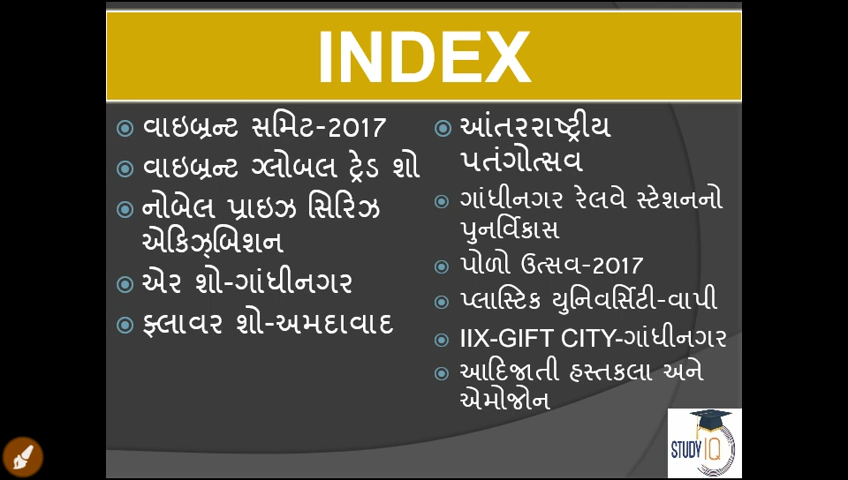 INDEX
વાઇબ્રન્ટ સમિટ-2017
વાઇબ્રન્ટ ગ્લોબલ ટ્રેડ શો
નોબેલ પ્રાઇઝ સિરિઝ
એકિઝ્બિશન
એર શો-ગાંધીનગર
ફ્લાવર શો-અમદાવાદ
આંતરરાષ્ટ્રીય
પતંગોત્સવ
ગાંધીનગર રેલવે સ્ટેશનનો
પુનર્વિકાસ
પોળો ઉત્સવ-2017
પ્લાસ્ટિક યુનિવર્સિટી-વાપી
IIX-GIFT CITY-ગાંધીનગર
આદિજાતી હસ્તકલા અને
એમોજોન
STUDY IQ